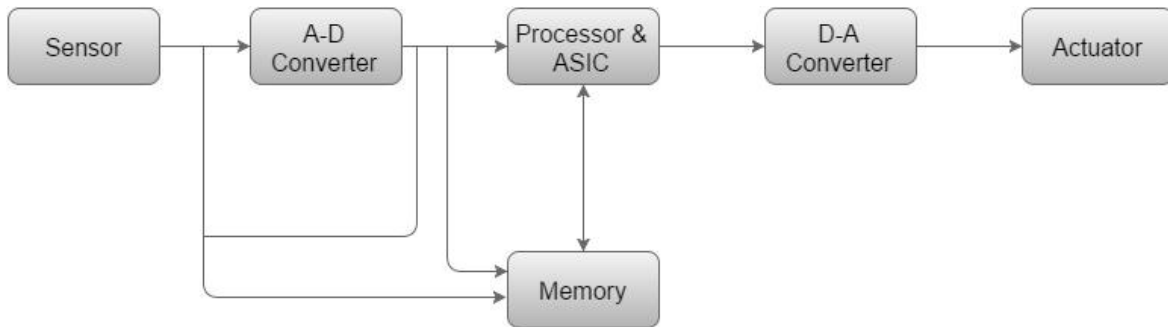 Sensor
A-D
Converter
Processor &
ASIC
D-A
Converter
Actuator
Memory